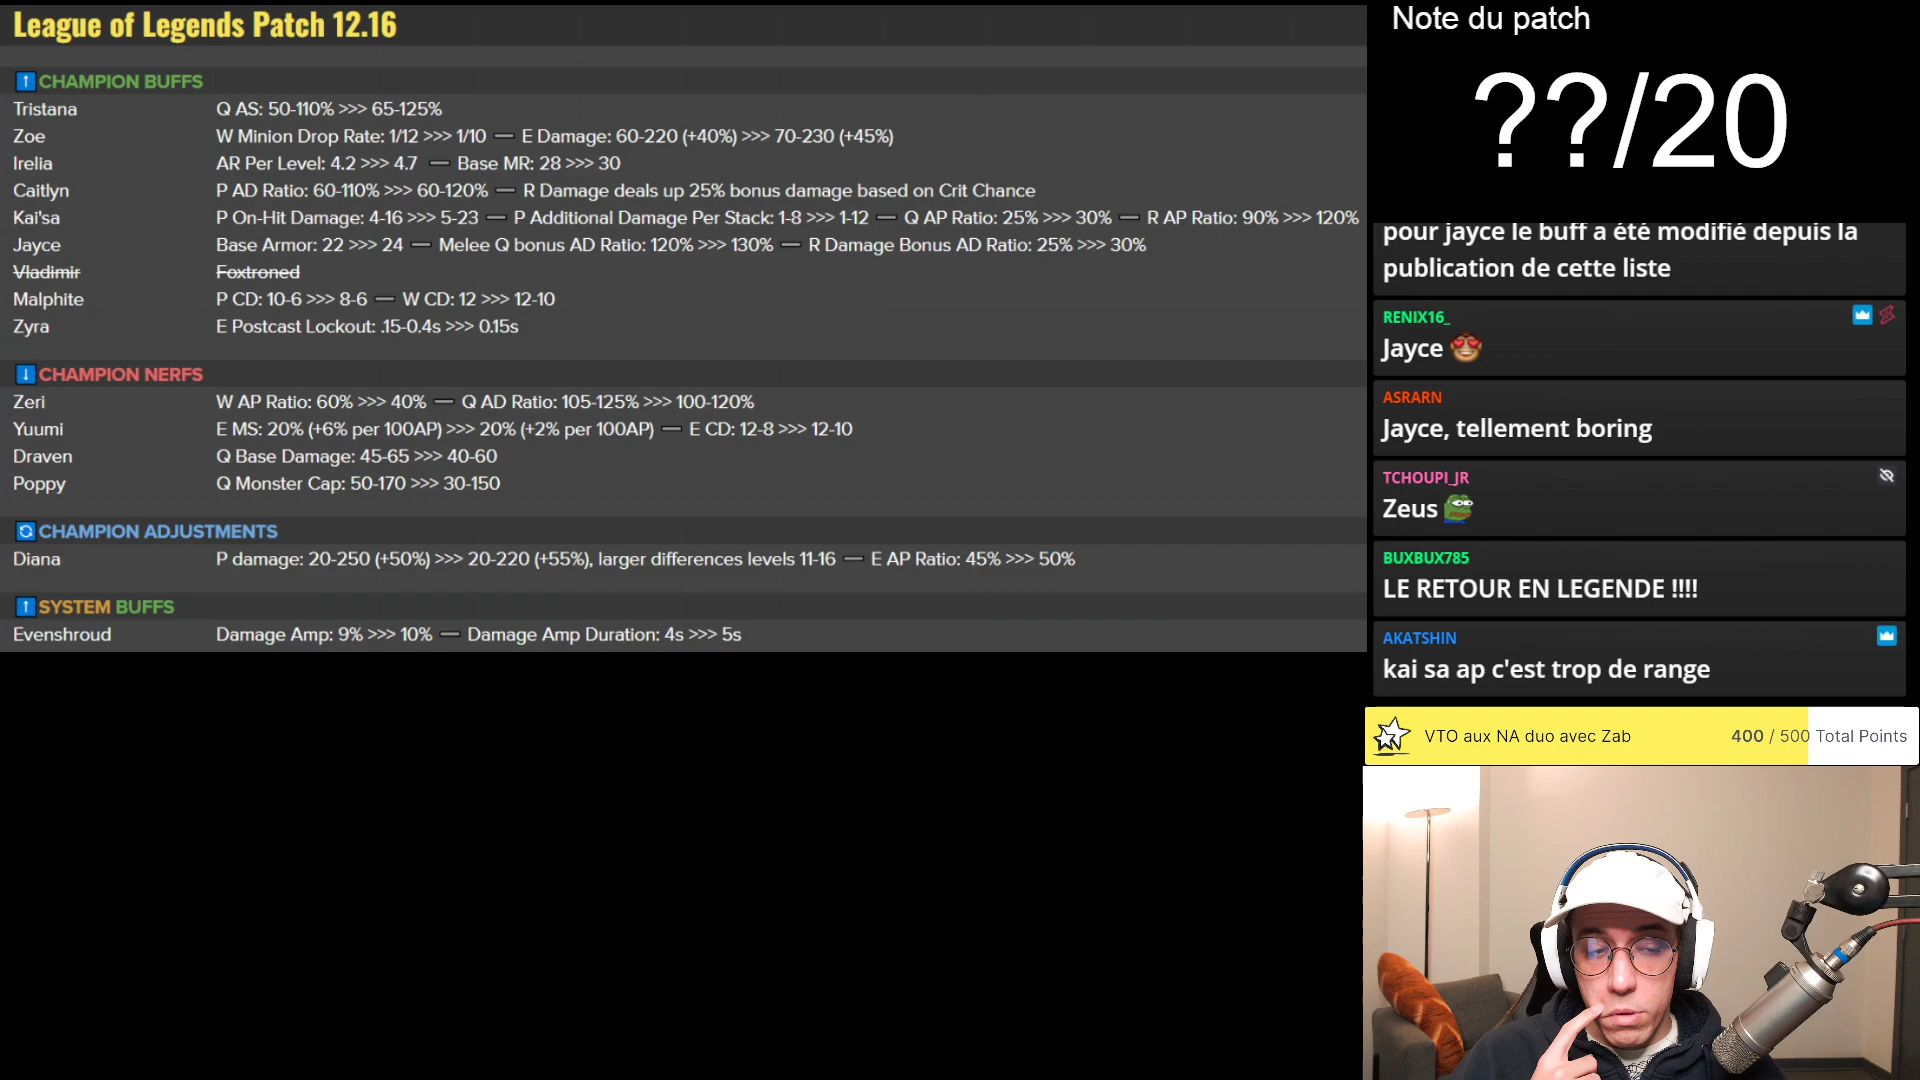 League of Legends Patch 12.16
CHAMPION BUFFS
Tristana Q AS: 50-110% >>> 65-125%
Zoe W Minion Drop Rate: 1/12 >>> 1/10 — E Damage: 60-220 (+40%) >>> 70-230 (+45%)
Irelia AR Per Level: 4.2 >>> 4.7 — Base MR: 28 >>> 30
Caitlyn P AD Ratio: 60-110% >>> 60-120% — R Damage deals up 25% bonus damage based on Crit Chance
Kai'sa P On-Hit Damage: 4-16 >>> 5-23 — P Additional Damage Per Stack: 1-8 >>> 1-12 — Q AP Ratio: 25% >>> 30% — R AP Ratio: 90% >>> 120%
Jayce Base Armor: 22 >>> 24 — Melee Q bonus AD Ratio: 120% >>> 130% — R Damage Bonus AD Ratio: 25% >>> 30%
Vladimir Foxtroned
Malphite P CD: 10-6 >>> 8-6 — W CD: 12 >>> 12-10
Zyra E Postcast Lockout: .15-0.4s >>> 0.15s
CHAMPION NERFS
Zeri W AP Ratio: 60% >>> 40% — Q AD Ratio: 105-125% >>> 100-120%
Yuumi E MS: 20% (+6% per 100AP) >>> 20% (+2% per 100AP) — E CD: 12-8 >>> 12-10
Draven Q Base Damage: 45-65 >>> 40-60
Poppy Q Monster Cap: 50-170 >>> 30-150
CHAMPION ADJUSTMENTS
Diana P damage: 20-250 (+50%) >>> 20-220 (+55%), larger differences levels 11-16 — E AP Ratio: 45% >>> 50%
SYSTEM BUFFS
Evenshroud Damage Amp: 9% >>> 10% — Damage Amp Duration: 4s >>> 5s
Note du patch
??/20
pour jayce le buff a été modifié depuis la
publication de cette liste
RENIX16_
Jayce
ASRARN
Jayce, tellement boring
TCHOUPI_JR
Zeus
BUXBUX785
LE RETOUR EN LEGENDE !!!!
AKATSHIN
kai sa ap c'est trop de range
VTO aux NA duo avec Zab 400 / 500 Total Points